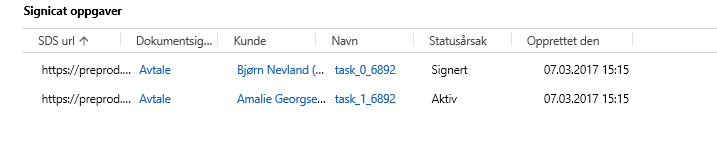 Signicat oppgaver
SDS url ↑ Dokumentsig... Kunde Navn Statusårsak Opprettet den
https://preprod.... Avtale Bjørn Nevland (... task_0_6892 Signert 07.03.2017 15:15
https://preprod.... Avtale Amalie Georgse... task_1_6892 Aktiv 07.03.2017 15:15